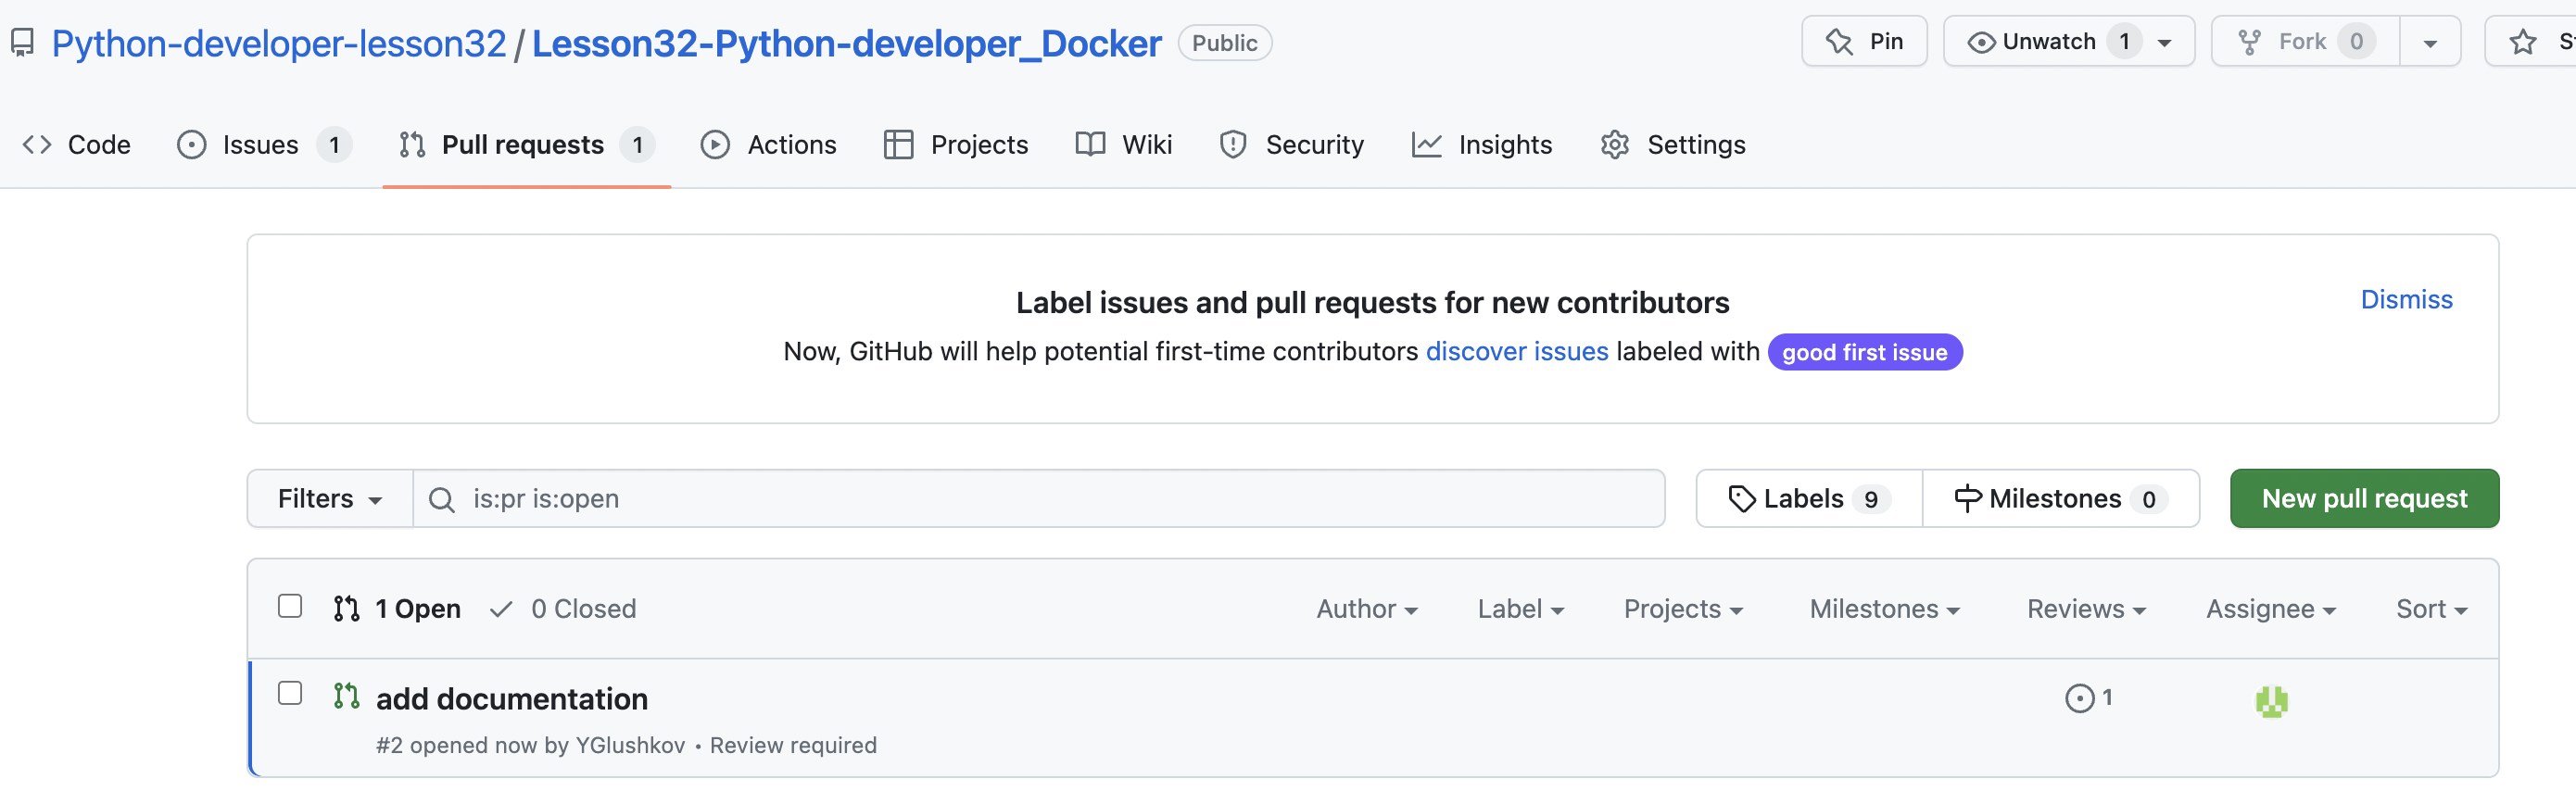 Python-developer-lesson32 / Lesson32-Python-developer_Docker Public Pin Unwatch 1 Fork 0
Code Issues 1 Pull requests 1 Actions Projects Wiki Security Insights Settings
Label issues and pull requests for new contributors
Dismiss
Now, GitHub will help potential first-time contributors discover issues labeled with good first issue
Filters is:pr is:open Labels 9 Milestones 0 New pull request
1 Open 0 Closed Author Label Projects Milestones Reviews Assignee Sort
add documentation 1
#2 opened now by YGlushkov • Review required